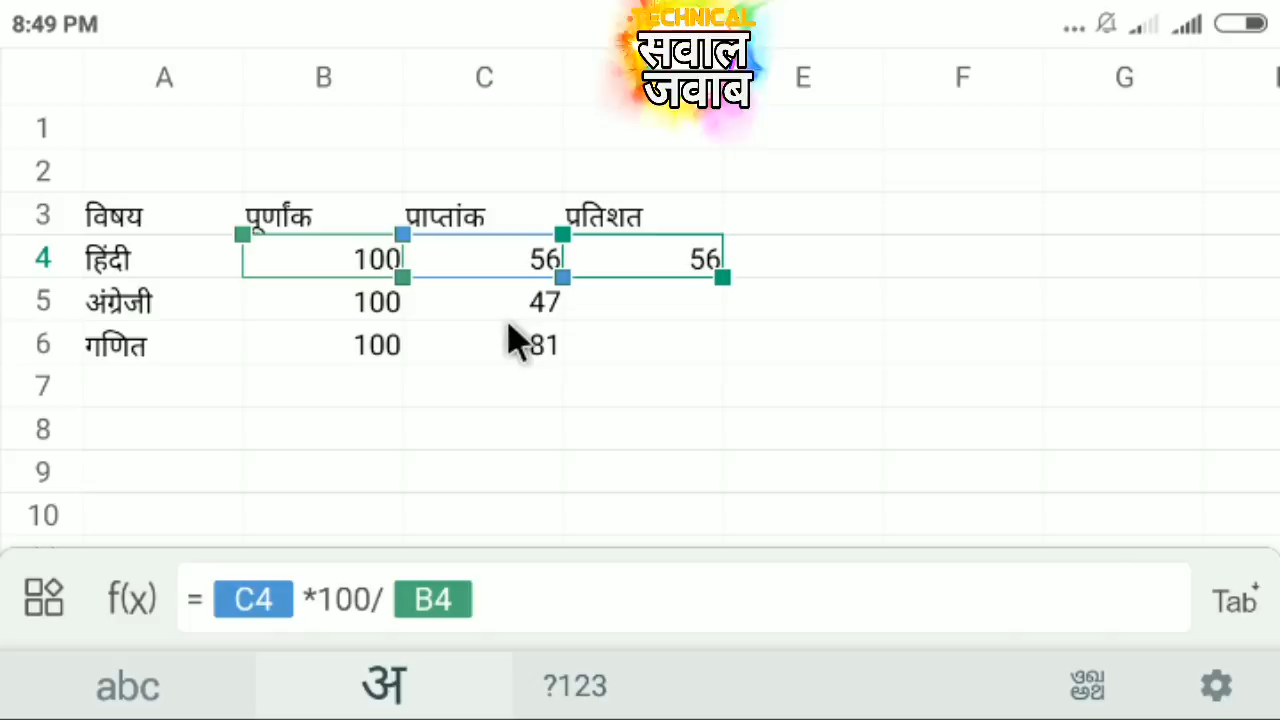 8:49 PM
TECHNICAL
सवाल
जवाब
A B C E F G
1
2
3 विषय पूर्णांक प्राप्तांक प्रतिशत
4 हिंदी 100 56 56
5 अंग्रेजी 100 47
6 गणित 100 81
7
8
9
10
f(x) = C4 *100/ B4 Tab
abc अ ?123